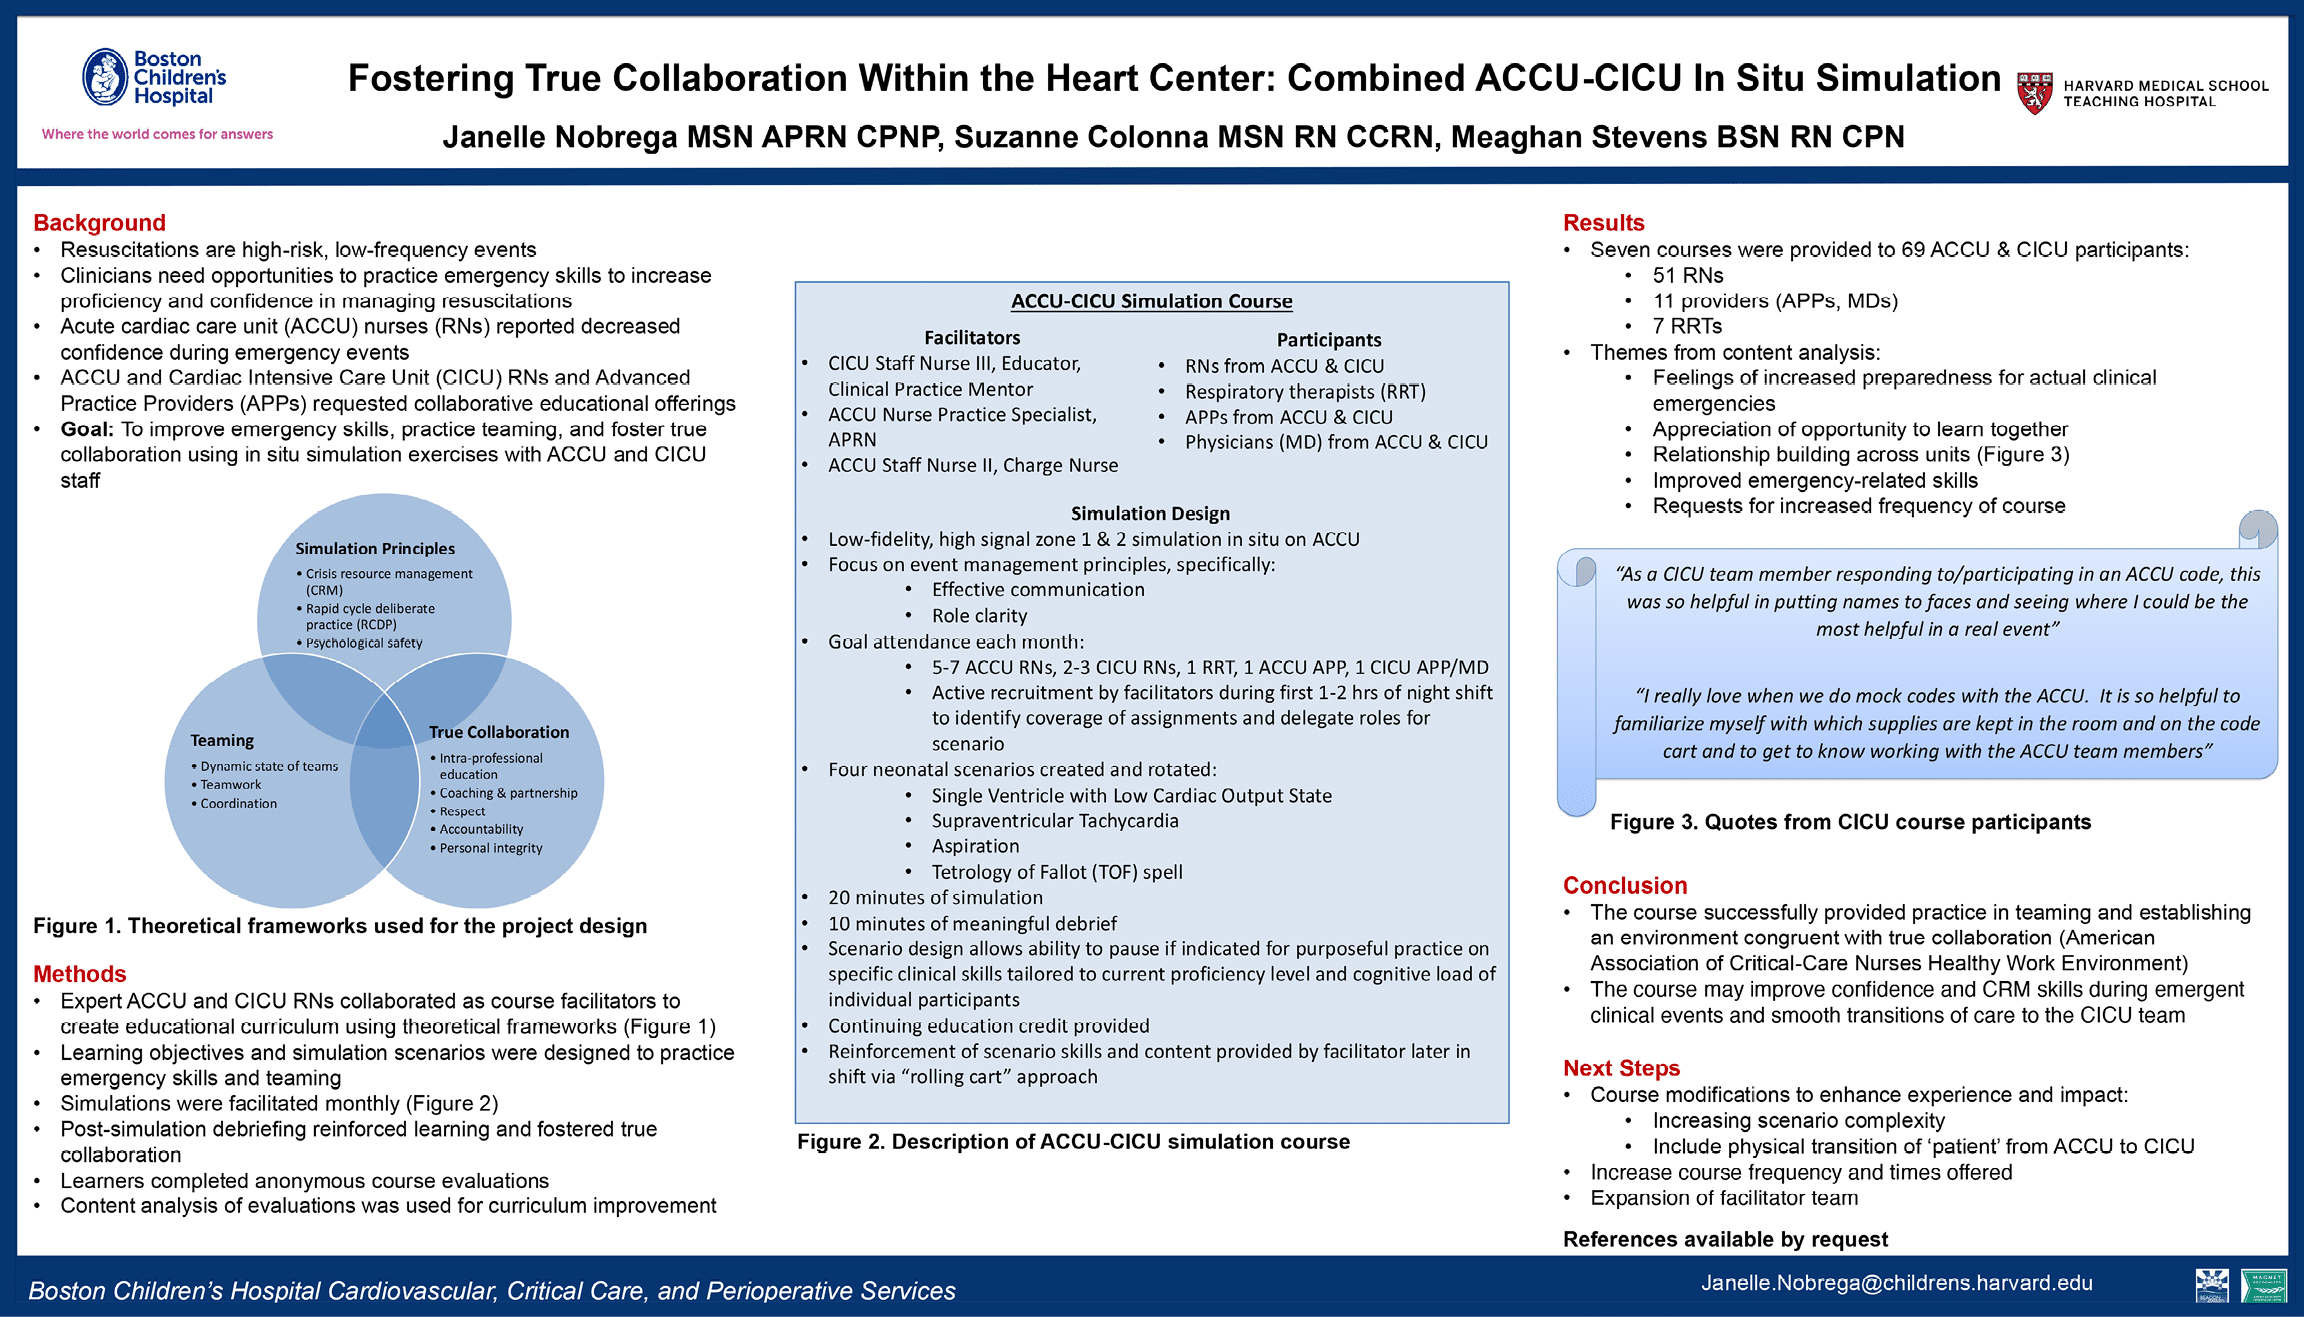 Boston
Children's
Hospital
Where the world comes for answers
Fostering True Collaboration Within the Heart Center: Combined ACCU-CICU In Situ Simulation
Janelle Nobrega MSN APRN CPNP, Suzanne Colonna MSN RN CCRN, Meaghan Stevens BSN RN CPN
HARVARD MEDICAL SCHOOL
TEACHING HOSPITAL
Background
• Resuscitations are high-risk, low-frequency events
• Clinicians need opportunities to practice emergency skills to increase
proficiency and confidence in managing resuscitations
• Acute cardiac care unit (ACCU) nurses (RNs) reported decreased
confidence during emergency events
• ACCU and Cardiac Intensive Care Unit (CICU) RNs and Advanced
Practice Providers (APPs) requested collaborative educational offerings
• Goal: To improve emergency skills, practice teaming, and foster true
collaboration using in situ simulation exercises with ACCU and CICU
staff
Simulation Principles
• Crisis resource management
(CRM)
• Rapid cycle deliberate
practice (RCDP)
• Psychological safety
Teaming
• Dynamic state of teams
• Teamwork
• Coordination
True Collaboration
• Intra-professional
education
• Coaching & partnership
• Respect
• Accountability
• Personal integrity
Figure 1. Theoretical frameworks used for the project design
Methods
• Expert ACCU and CICU RNs collaborated as course facilitators to
create educational curriculum using theoretical frameworks (Figure 1)
• Learning objectives and simulation scenarios were designed to practice
emergency skills and teaming
• Simulations were facilitated monthly (Figure 2)
• Post-simulation debriefing reinforced learning and fostered true
collaboration
• Learners completed anonymous course evaluations
• Content analysis of evaluations was used for curriculum improvement
ACCU-CICU Simulation Course
Facilitators
• CICU Staff Nurse III, Educator,
Clinical Practice Mentor
• ACCU Nurse Practice Specialist,
APRN
• ACCU Staff Nurse II, Charge Nurse
Participants
• RNs from ACCU & CICU
• Respiratory therapists (RRT)
• APPs from ACCU & CICU
• Physicians (MD) from ACCU & CICU
Simulation Design
• Low-fidelity, high signal zone 1 & 2 simulation in situ on ACCU
• Focus on event management principles, specifically:
• Effective communication
• Role clarity
• Goal attendance each month:
• 5-7 ACCU RNs, 2-3 CICU RNs, 1 RRT, 1 ACCU APP, 1 CICU APP/MD
• Active recruitment by facilitators during first 1-2 hrs of night shift
to identify coverage of assignments and delegate roles for
scenario
• Four neonatal scenarios created and rotated:
• Single Ventricle with Low Cardiac Output State
• Supraventricular Tachycardia
• Aspiration
• Tetrology of Fallot (TOF) spell
• 20 minutes of simulation
• 10 minutes of meaningful debrief
• Scenario design allows ability to pause if indicated for purposeful practice on
specific clinical skills tailored to current proficiency level and cognitive load of
individual participants
• Continuing education credit provided
• Reinforcement of scenario skills and content provided by facilitator later in
shift via “rolling cart” approach
Figure 2. Description of ACCU-CICU simulation course
Results
• Seven courses were provided to 69 ACCU & CICU participants:
• 51 RNs
• 11 providers (APPs, MDs)
• 7 RRTs
• Themes from content analysis:
• Feelings of increased preparedness for actual clinical
emergencies
• Appreciation of opportunity to learn together
• Relationship building across units (Figure 3)
• Improved emergency-related skills
• Requests for increased frequency of course
“As a CICU team member responding to/participating in an ACCU code, this
was so helpful in putting names to faces and seeing where I could be the
most helpful in a real event”
“I really love when we do mock codes with the ACCU. It is so helpful to
familiarize myself with which supplies are kept in the room and on the code
cart and to get to know working with the ACCU team members”
Figure 3. Quotes from CICU course participants
Conclusion
• The course successfully provided practice in teaming and establishing
an environment congruent with true collaboration (American
Association of Critical-Care Nurses Healthy Work Environment)
• The course may improve confidence and CRM skills during emergent
clinical events and smooth transitions of care to the CICU team
Next Steps
• Course modifications to enhance experience and impact:
• Increasing scenario complexity
• Include physical transition of ‘patient’ from ACCU to CICU
• Increase course frequency and times offered
• Expansion of facilitator team
References available by request
Boston Children’s Hospital Cardiovascular, Critical Care, and Perioperative Services
Janelle.Nobrega@childrens.harvard.edu
BEACON
MAGNET